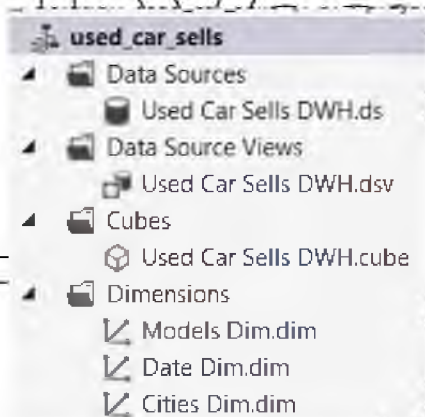 used_car_sells
Data Sources
Used Car Sells DWH.ds
Data Source Views
Used Car Sells DWH.dsv
Cubes
Used Car Sells DWH.cube
Dimensions
Models Dim.dim
Date Dim.dim
Cities Dim.dim